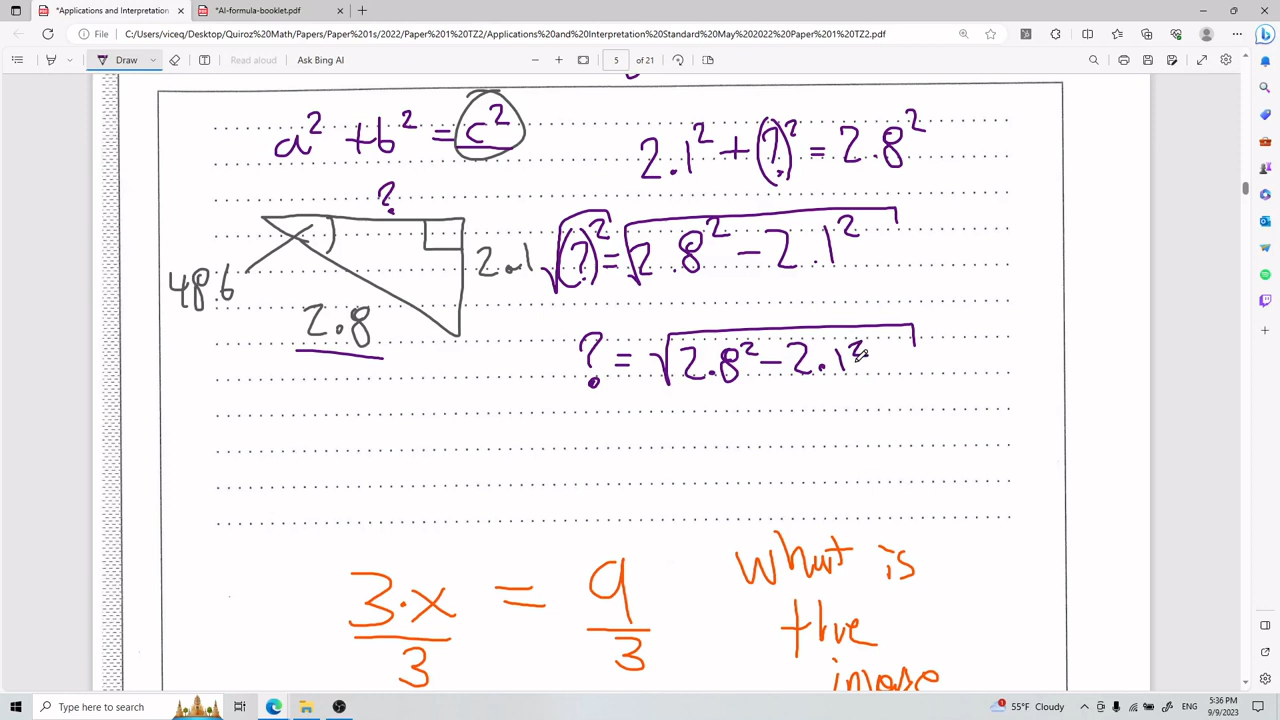 *Applications and Interpretation
*AI-formula-booklet.pdf
File
C:/Users/viceq/Desktop/Quiroz%20Math/Papers/Paper%201s/2022/Paper%201%20TZ2/Applications%20and%20Interpretation%20Standard%20May%202022%20Paper%201%20TZ2.pdf
Draw
Read aloud
Ask Bing AI
5
of 21
a² + b² = c²
2.1² + (?)² = 2.8²
?
√(?)² = √2.8² − 2.1²
2.1
48.6
2.8
? = √2.8² − 2.1²
3·x = 9
3
3
What is
the
inverse
Type here to search
55°F Cloudy
ENG
5:36 PM
9/9/2023